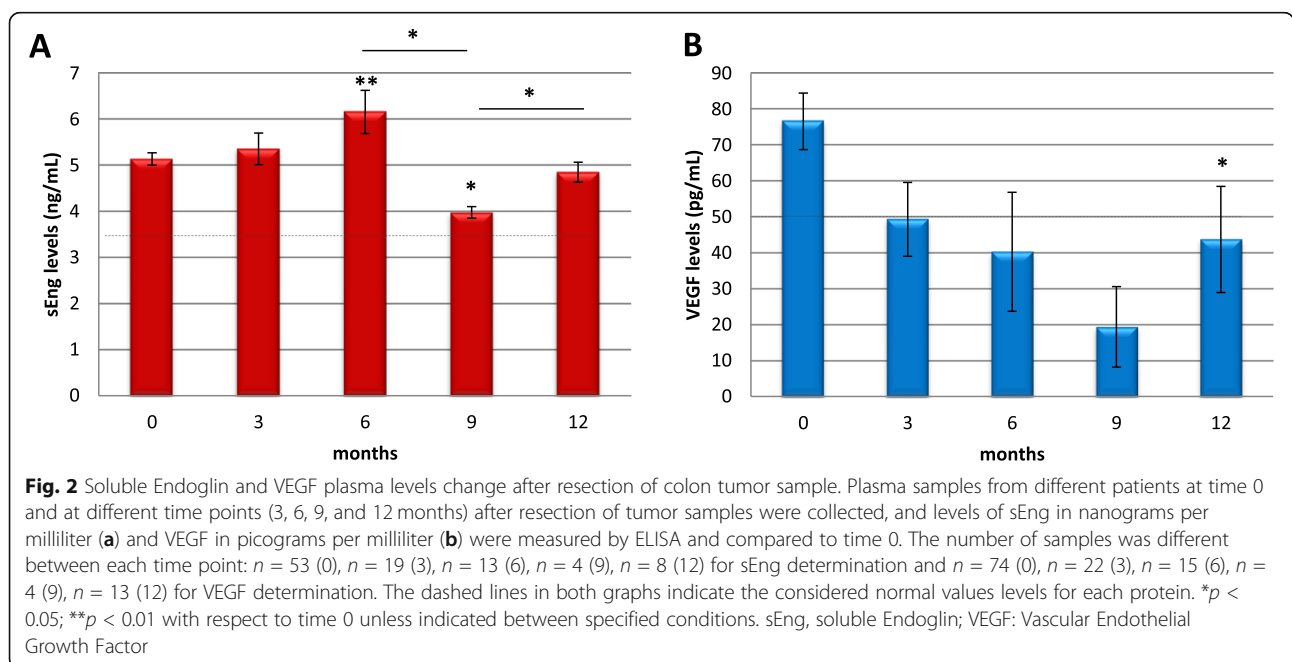 A
*
7
6
5
4
3
2
1
0
**
*
*
sEng levels (ng/mL)
0 3 6 9 12
months
B
90
80
70
60
50
40
30
20
10
0
*
VEGF levels (pg/mL)
0 3 6 9 12
months
Fig. 2 Soluble Endoglin and VEGF plasma levels change after resection of colon tumor sample. Plasma samples from different patients at time 0
and at different time points (3, 6, 9, and 12 months) after resection of tumor samples were collected, and levels of sEng in nanograms per
milliliter (a) and VEGF in picograms per milliliter (b) were measured by ELISA and compared to time 0. The number of samples was different
between each time point: n = 53 (0), n = 19 (3), n = 13 (6), n = 4 (9), n = 8 (12) for sEng determination and n = 74 (0), n = 22 (3), n = 15 (6), n =
4 (9), n = 13 (12) for VEGF determination. The dashed lines in both graphs indicate the considered normal values levels for each protein. *p <
0.05; **p < 0.01 with respect to time 0 unless indicated between specified conditions. sEng, soluble Endoglin; VEGF: Vascular Endothelial
Growth Factor